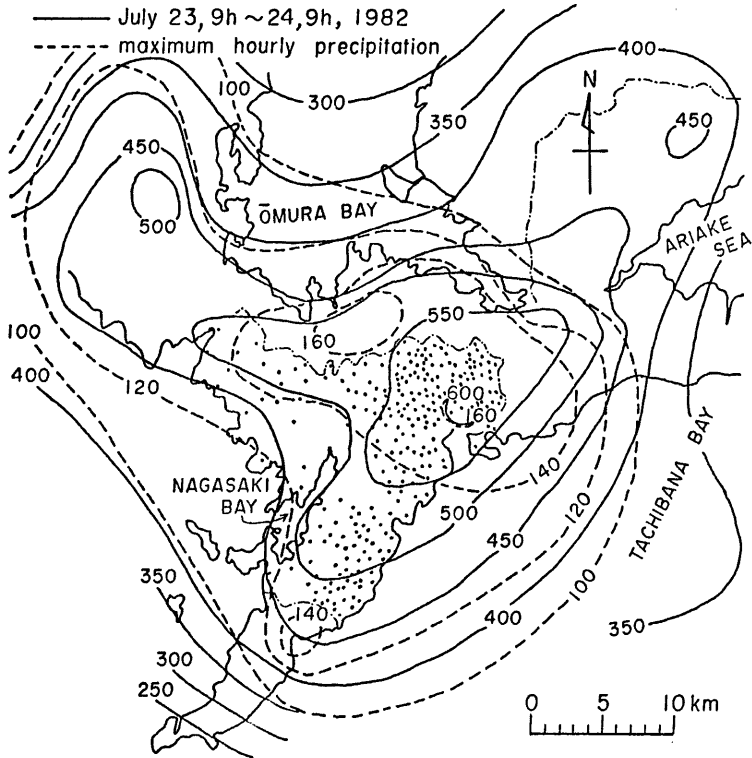 July 23, 9h ~ 24, 9h, 1982
maximum hourly precipitation
400
100
300
N
350
450
450
500
ŌMURA BAY
ARIAKE
SEA
550
160
100
120
400
600
160
NAGASAKI
BAY
140
500
120
TACHIBANA BAY
450
100
350
400
140
350
300
250
0 5 10 km